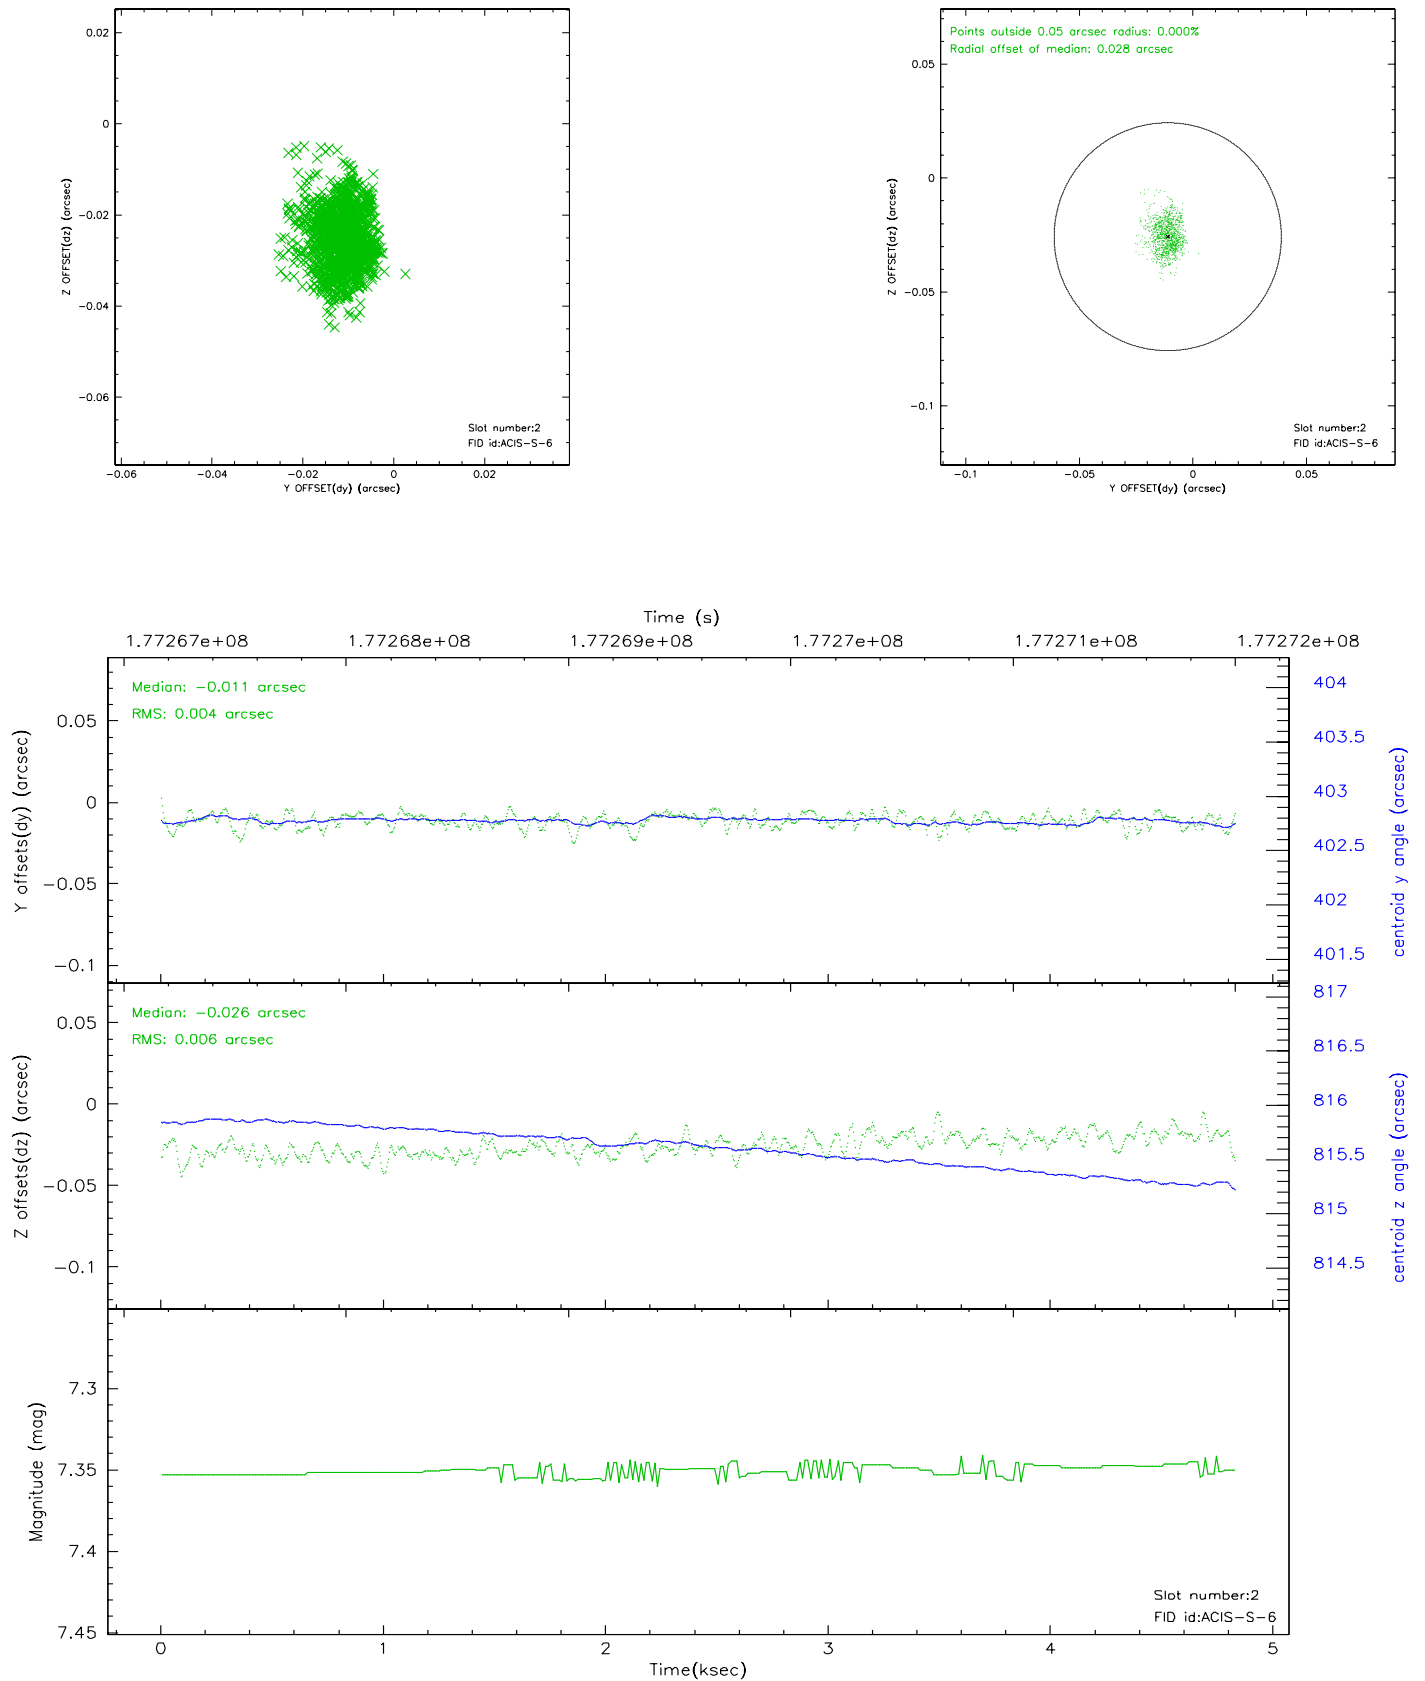 0.02
0
−0.02
−0.04
−0.06
Z OFFSET(dz) (arcsec)
Slot number:2
FID id:ACIS−S−6
−0.06 −0.04 −0.02 0 0.02
Y OFFSET(dy) (arcsec)
Points outside 0.05 arcsec radius: 0.000%
Radial offset of median: 0.028 arcsec
0.05
0
−0.05
−0.1
Z OFFSET(dz) (arcsec)
Slot number:2
FID id:ACIS−S−6
−0.1 −0.05 0 0.05
Y OFFSET(dy) (arcsec)
Time (s)
1.77267e+08 1.77268e+08 1.77269e+08 1.7727e+08 1.77271e+08 1.77272e+08
Median: −0.011 arcsec
RMS: 0.004 arcsec
0.05
0
−0.05
−0.1
Y offsets(dy) (arcsec)
404
403.5
403
402.5
402
401.5
centroid y angle (arcsec)
Median: −0.026 arcsec
RMS: 0.006 arcsec
0.05
0
−0.05
−0.1
Z offsets(dz) (arcsec)
817
816.5
816
815.5
815
814.5
centroid z angle (arcsec)
7.3
7.35
7.4
7.45
Magnitude (mag)
Slot number:2
FID id:ACIS−S−6
0 1 2 3 4 5
Time(ksec)